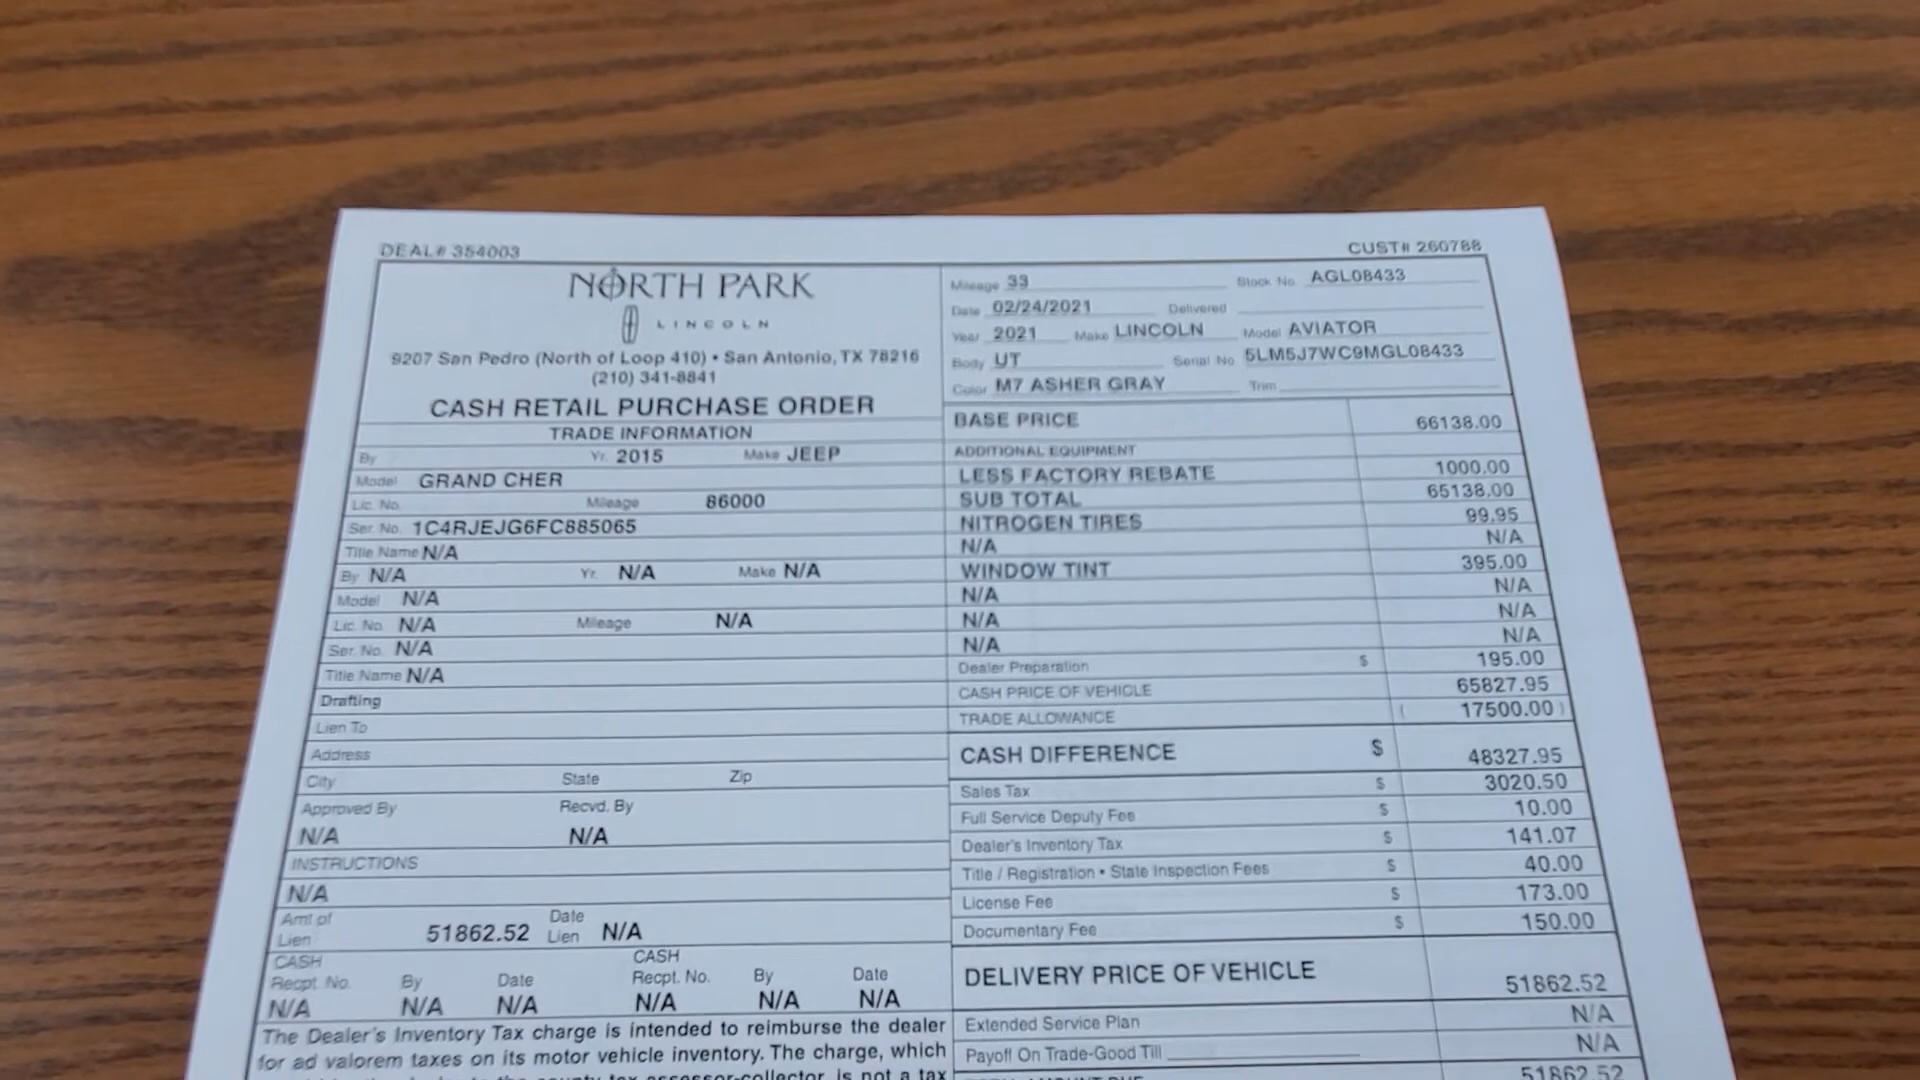 DEAL# 354003
CUST# 260788
NORTH PARK
LINCOLN
9207 San Pedro (North of Loop 410) • San Antonio, TX 78216
(210) 341-8841
CASH RETAIL PURCHASE ORDER
TRADE INFORMATION
By Yr. 2015 Make JEEP
Model GRAND CHER
Lic. No. Mileage 86000
Ser. No. 1C4RJEJG6FC885065
Title Name N/A
By N/A Yr. N/A Make N/A
Model N/A
Lic. No. N/A Mileage N/A
Ser. No. N/A
Title Name N/A
Drafting
Lien To
Address
City State Zip
Approved By Recvd. By
N/A N/A
INSTRUCTIONS
N/A
Amt of Lien 51862.52 Date Lien N/A
CASH CASH
Recpt. No. By Date Recpt. No. By Date
N/A N/A N/A N/A N/A N/A
The Dealer's Inventory Tax charge is intended to reimburse the dealer
for ad valorem taxes on its motor vehicle inventory. The charge, which
tax assessor-collector, is not a tax
Mileage 33 Stock No. AGL08433
Date 02/24/2021 Delivered
Year 2021 Make LINCOLN Model AVIATOR
Body UT Serial No. 5LM5J7WC9MGL08433
Color M7 ASHER GRAY Trim
BASE PRICE 66138.00
ADDITIONAL EQUIPMENT
LESS FACTORY REBATE 1000.00
SUB TOTAL 65138.00
NITROGEN TIRES 99.95
N/A N/A
WINDOW TINT 395.00
N/A N/A
N/A N/A
N/A N/A
Dealer Preparation $ 195.00
CASH PRICE OF VEHICLE 65827.95
TRADE ALLOWANCE ( 17500.00 )
CASH DIFFERENCE $ 48327.95
Sales Tax $ 3020.50
Full Service Deputy Fee $ 10.00
Dealer's Inventory Tax $ 141.07
Title / Registration • State Inspection Fees $ 40.00
License Fee $ 173.00
Documentary Fee $ 150.00
DELIVERY PRICE OF VEHICLE 51862.52
Extended Service Plan N/A
Payoff On Trade-Good Till N/A
51862.52